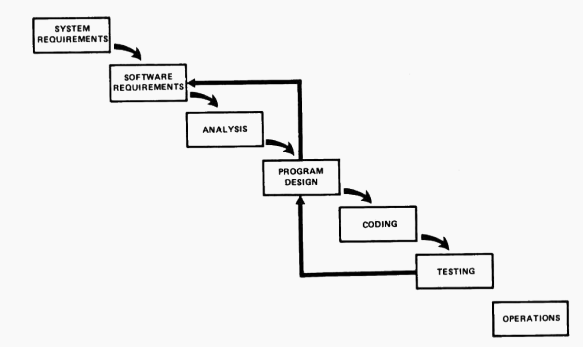 SYSTEM
REQUIREMENTS
SOFTWARE
REQUIREMENTS
ANALYSIS
PROGRAM
DESIGN
CODING
TESTING
OPERATIONS